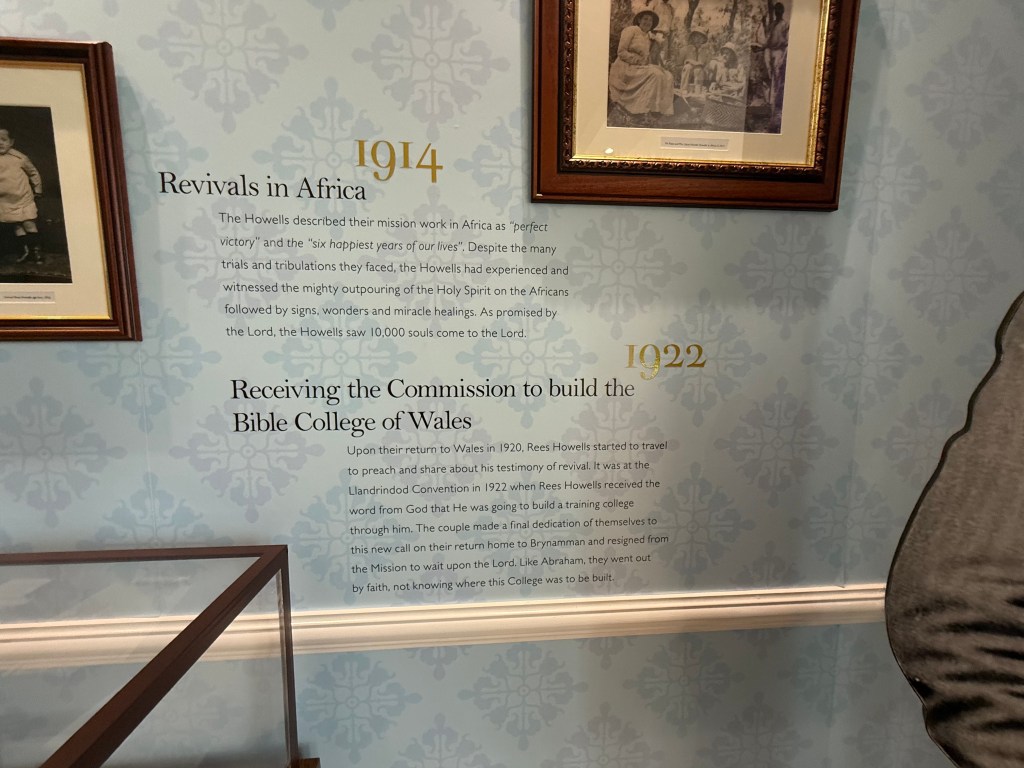 1914
Revivals in Africa
The Howells described their mission work in Africa as "perfect
victory" and the "six happiest years of our lives". Despite the many
trials and tribulations they faced, the Howells had experienced and
witnessed the mighty outpouring of the Holy Spirit on the Africans
followed by signs, wonders and miracle healings. As promised by
the Lord, the Howells saw 10,000 souls come to the Lord.
1922
Receiving the Commission to build the
Bible College of Wales
Upon their return to Wales in 1920, Rees Howells started to travel
to preach and share about his testimony of revival. It was at the
Llandrindod Convention in 1922 when Rees Howells received the
word from God that He was going to build a training college
through him. The couple made a final dedication of themselves to
this new call on their return home to Brynamman and resigned from
the Mission to wait upon the Lord. Like Abraham, they went out
by faith, not knowing where this College was to be built.